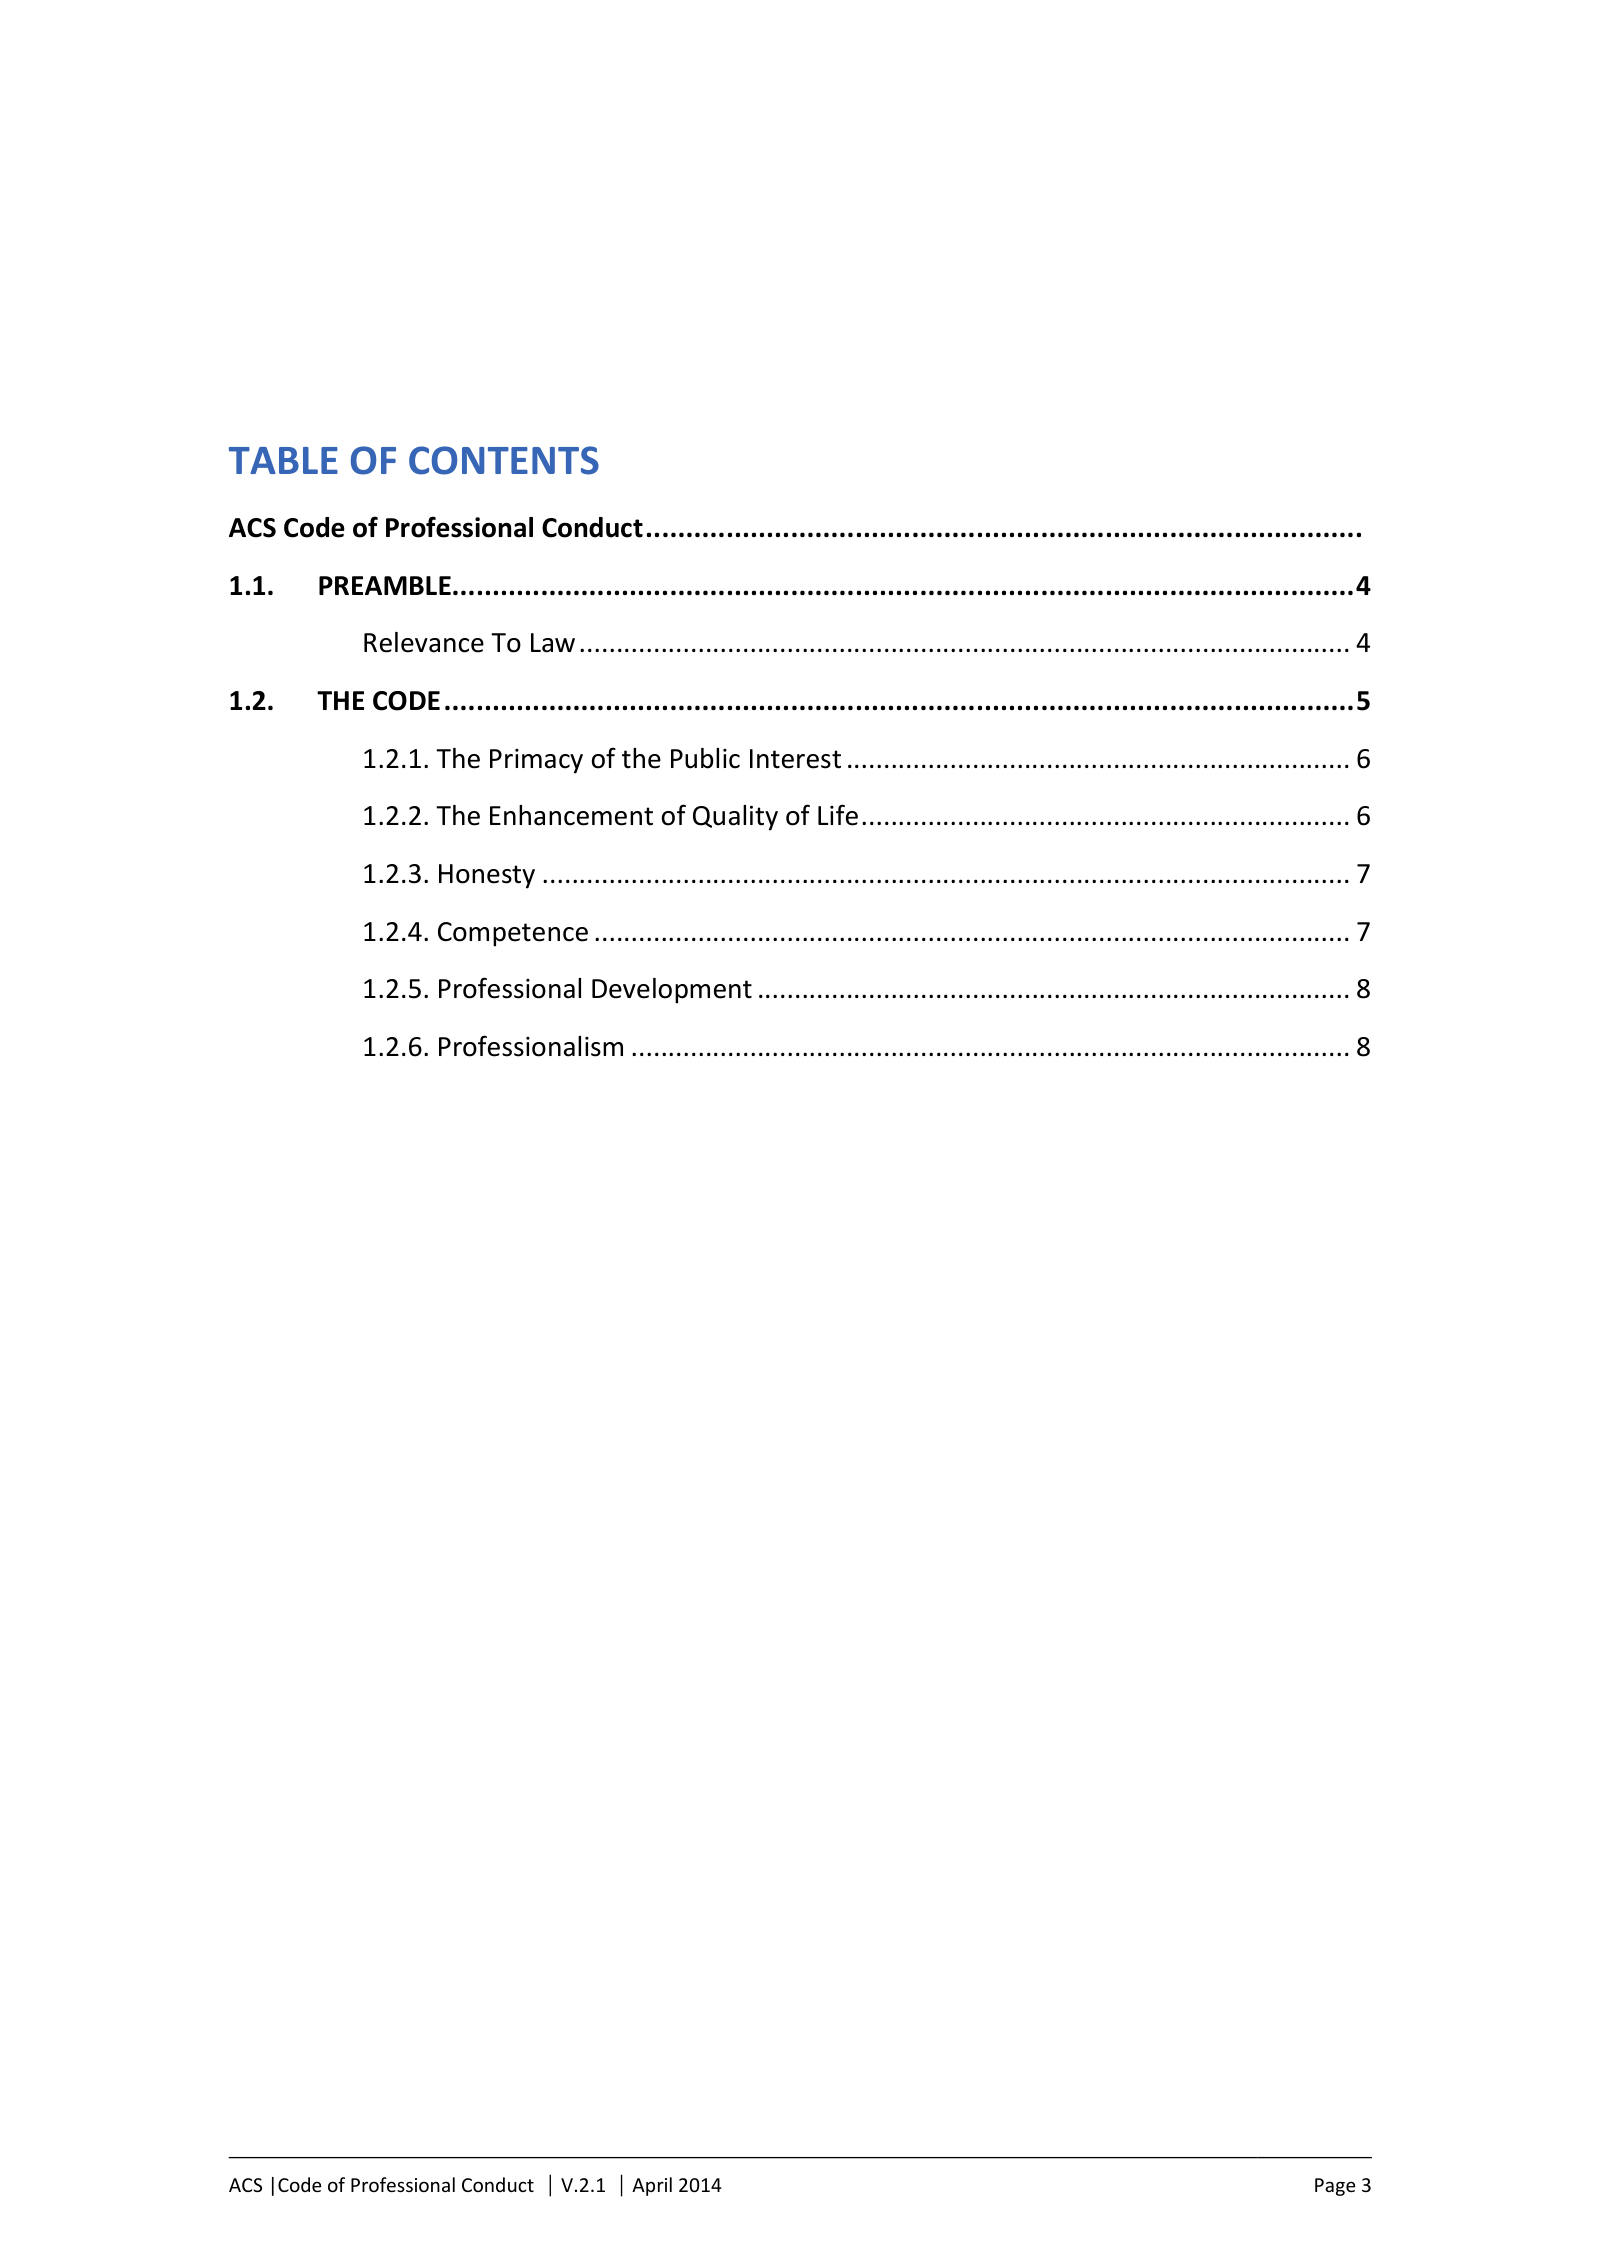 TABLE OF CONTENTS
ACS Code of Professional Conduct........................................................................................
1.1. PREAMBLE................................................................................................................4
Relevance To Law........................................................................................................ 4
1.2. THE CODE.................................................................................................................5
1.2.1. The Primacy of the Public Interest .................................................................... 6
1.2.2. The Enhancement of Quality of Life.................................................................. 6
1.2.3. Honesty ............................................................................................................. 7
1.2.4. Competence ...................................................................................................... 7
1.2.5. Professional Development ................................................................................ 8
1.2.6. Professionalism ................................................................................................. 8
ACS |Code of Professional Conduct | V.2.1 | April 2014 Page 3